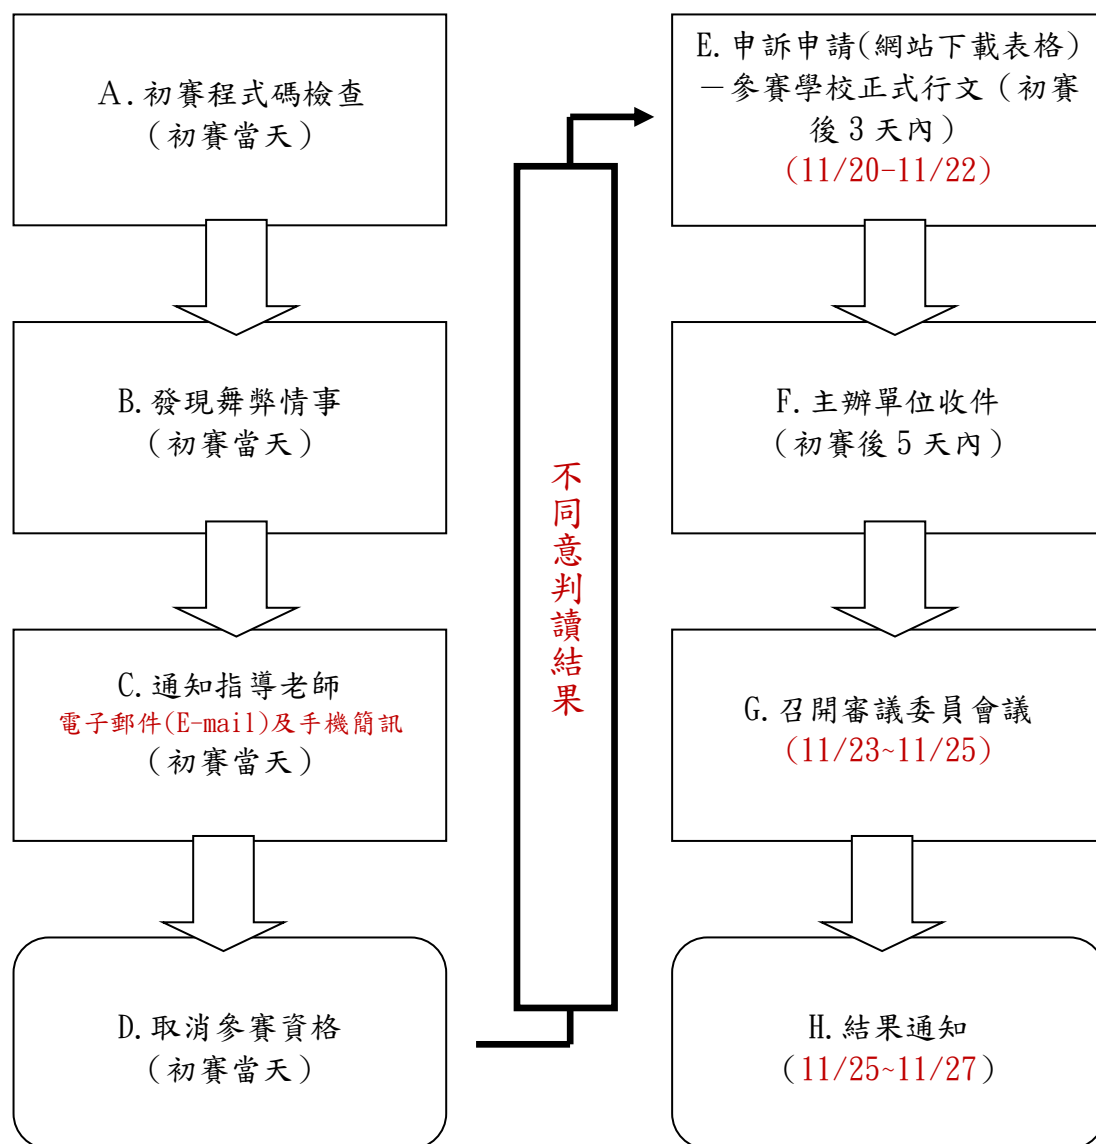 A.初賽程式碼檢查
（初賽當天）
B.發現舞弊情事
（初賽當天）
C.通知指導老師
電子郵件(E-mail)及手機簡訊
（初賽當天）
D.取消參賽資格
（初賽當天）
不同意判讀結果
E.申訴申請(網站下載表格)
－參賽學校正式行文（初賽
後 3 天內）
(11/20-11/22)
F.主辦單位收件
（初賽後 5 天內）
G.召開審議委員會議
(11/23~11/25)
H.結果通知
（11/25~11/27）